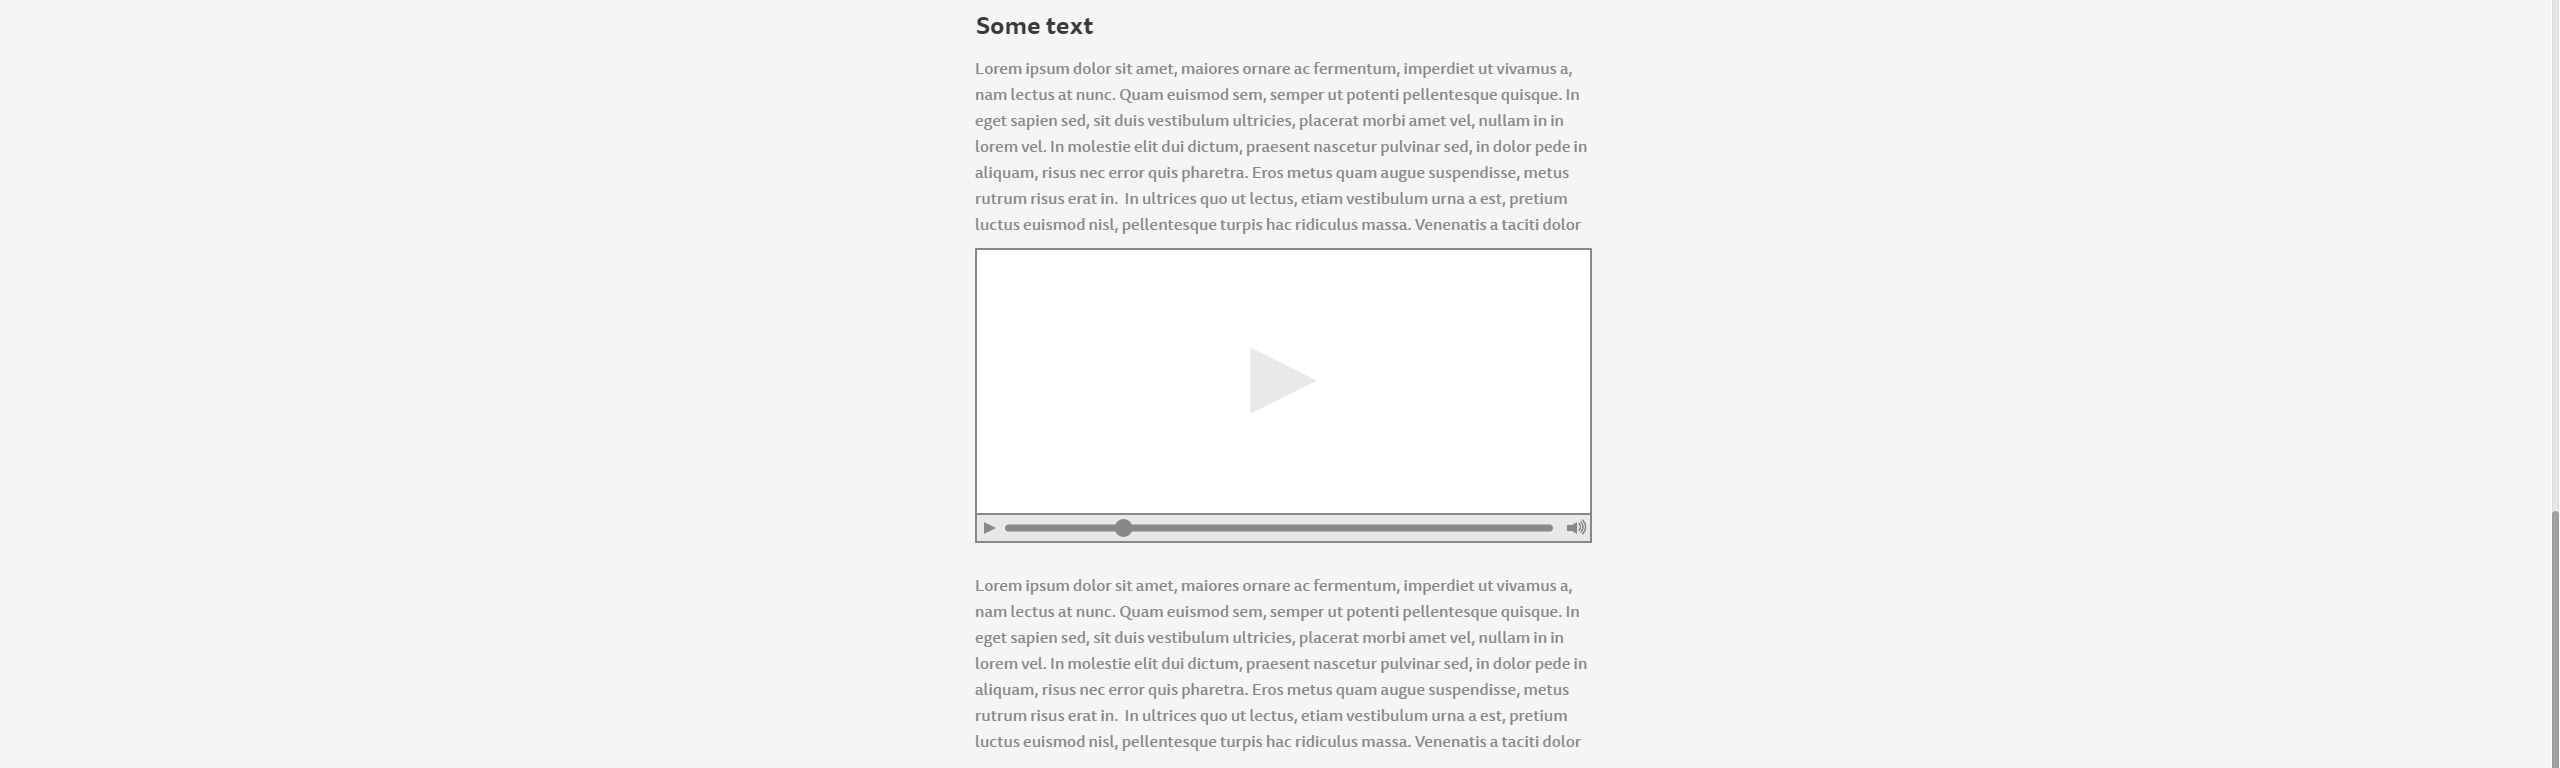 Some text
Lorem ipsum dolor sit amet, maiores ornare ac fermentum, imperdiet ut vivamus a,
nam lectus at nunc. Quam euismod sem, semper ut potenti pellentesque quisque. In
eget sapien sed, sit duis vestibulum ultricies, placerat morbi amet vel, nullam in in
lorem vel. In molestie elit dui dictum, praesent nascetur pulvinar sed, in dolor pede in
aliquam, risus nec error quis pharetra. Eros metus quam augue suspendisse, metus
rutrum risus erat in.  In ultrices quo ut lectus, etiam vestibulum urna a est, pretium
luctus euismod nisl, pellentesque turpis hac ridiculus massa. Venenatis a taciti dolor
Lorem ipsum dolor sit amet, maiores ornare ac fermentum, imperdiet ut vivamus a,
nam lectus at nunc. Quam euismod sem, semper ut potenti pellentesque quisque. In
eget sapien sed, sit duis vestibulum ultricies, placerat morbi amet vel, nullam in in
lorem vel. In molestie elit dui dictum, praesent nascetur pulvinar sed, in dolor pede in
aliquam, risus nec error quis pharetra. Eros metus quam augue suspendisse, metus
rutrum risus erat in.  In ultrices quo ut lectus, etiam vestibulum urna a est, pretium
luctus euismod nisl, pellentesque turpis hac ridiculus massa. Venenatis a taciti dolor